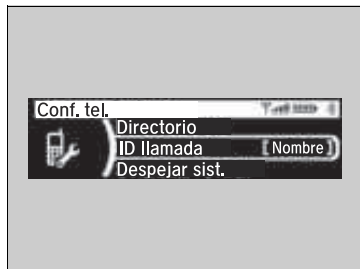 Conf. tel.
Directorio
ID llamada [Nombre]
Despejar sist.